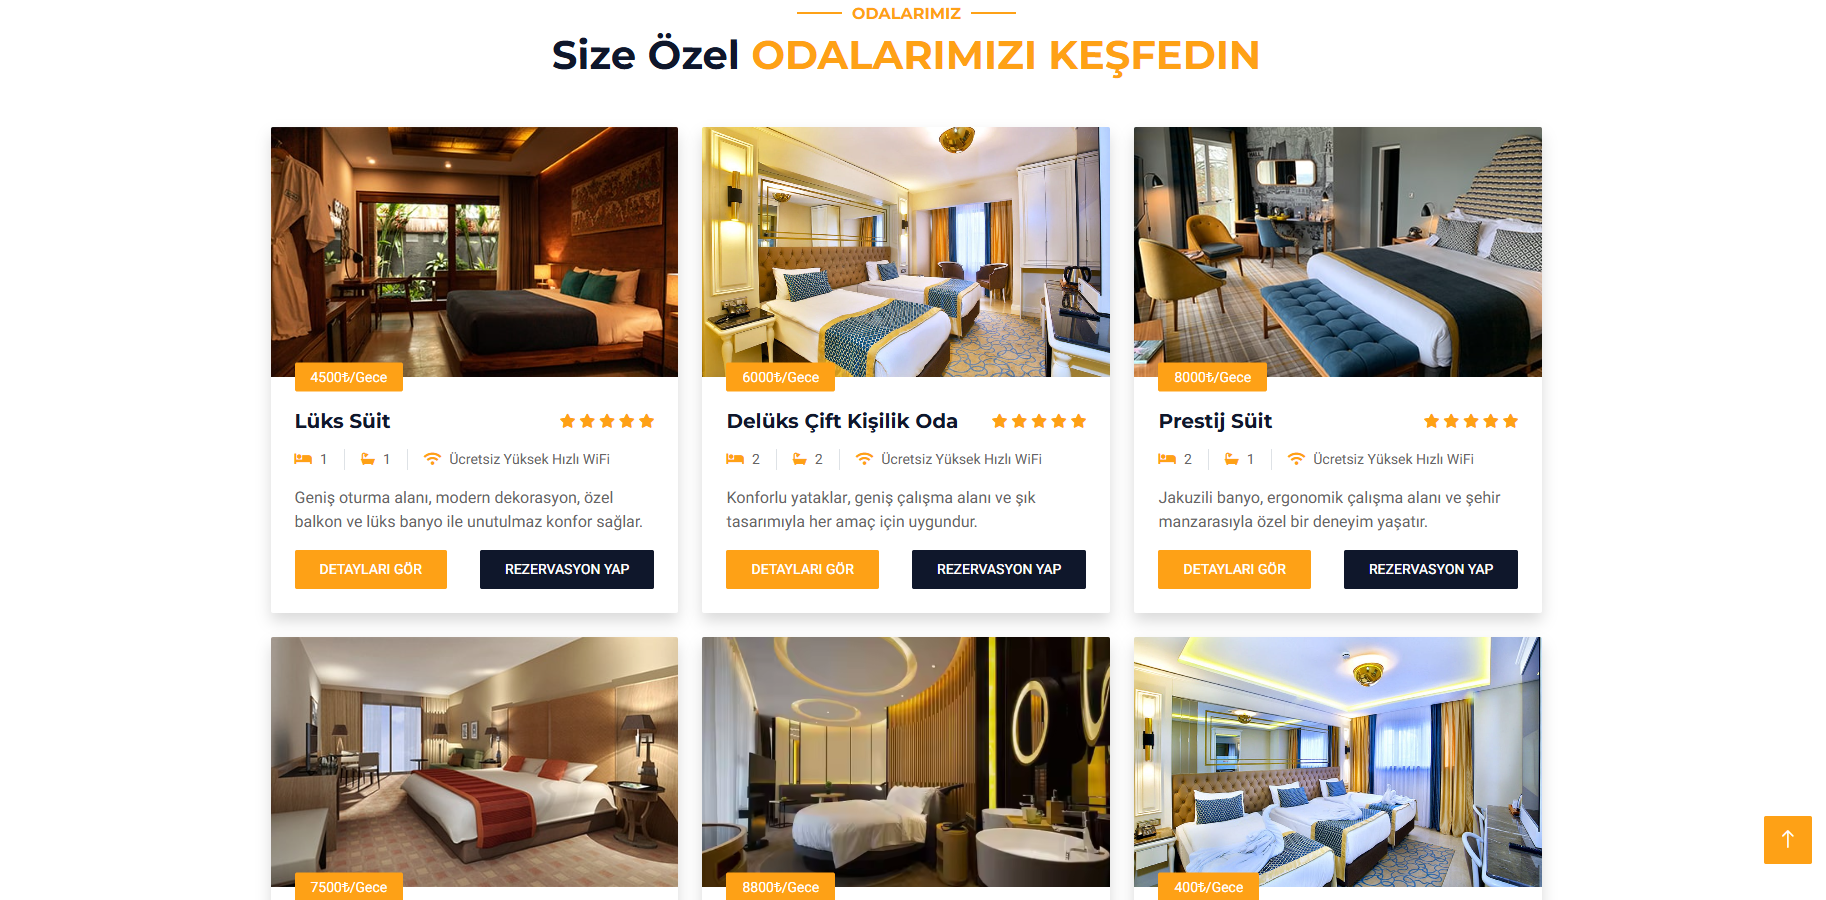 ODALARIMIZ
Size Özel ODALARIMIZI KEŞFEDIN
4500₺/Gece
Lüks Süit
1
1
Ücretsiz Yüksek Hızlı WiFi
Geniş oturma alanı, modern dekorasyon, özel
balkon ve lüks banyo ile unutulmaz konfor sağlar.
DETAYLARI GÖR
REZERVASYON YAP
6000₺/Gece
Delüks Çift Kişilik Oda
2
2
Ücretsiz Yüksek Hızlı WiFi
Konforlu yataklar, geniş çalışma alanı ve şık
tasarımıyla her amaç için uygundur.
DETAYLARI GÖR
REZERVASYON YAP
8000₺/Gece
Prestij Süit
2
1
Ücretsiz Yüksek Hızlı WiFi
Jakuzili banyo, ergonomik çalışma alanı ve şehir
manzarasıyla özel bir deneyim yaşatır.
DETAYLARI GÖR
REZERVASYON YAP
7500₺/Gece
8800₺/Gece
400₺/Gece